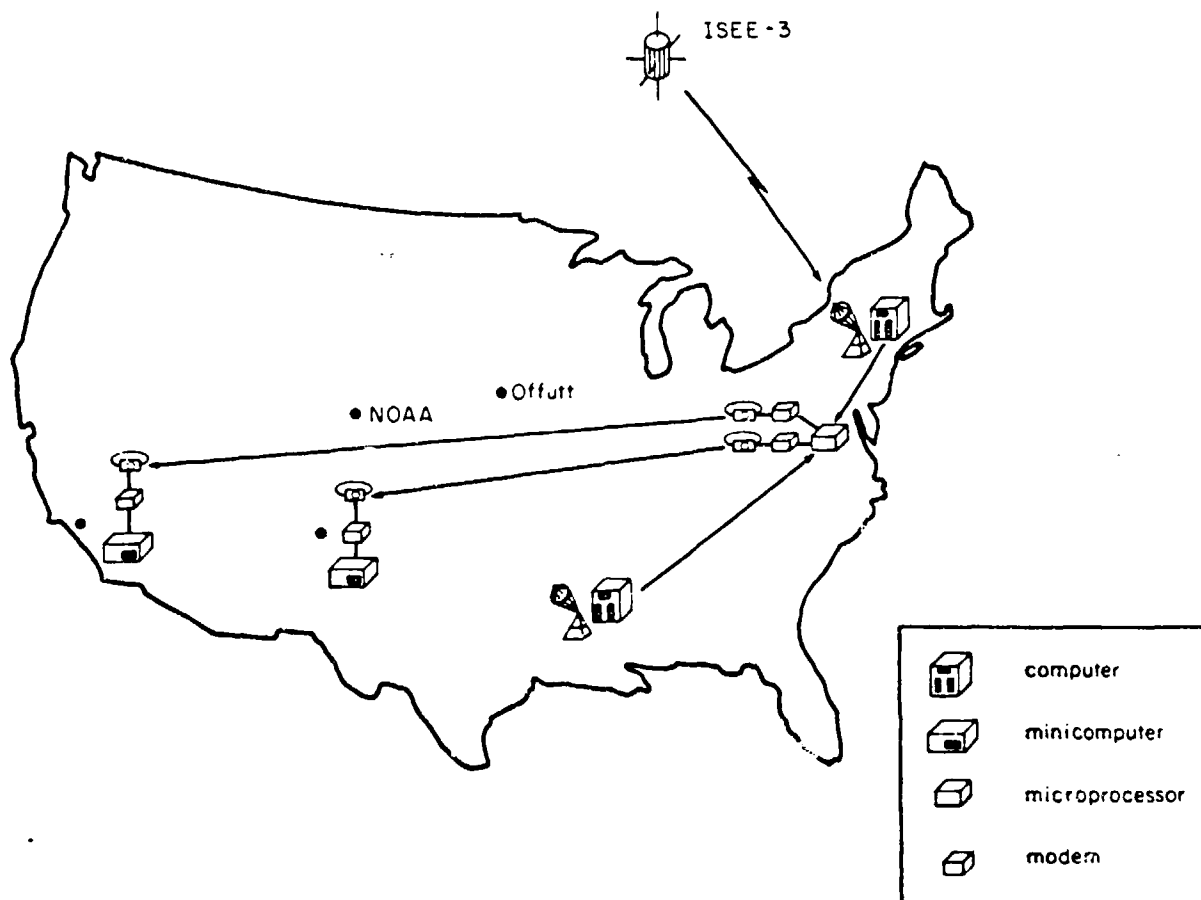 ISEE-3
Offutt
NOAA
computer
minicomputer
microprocessor
modem